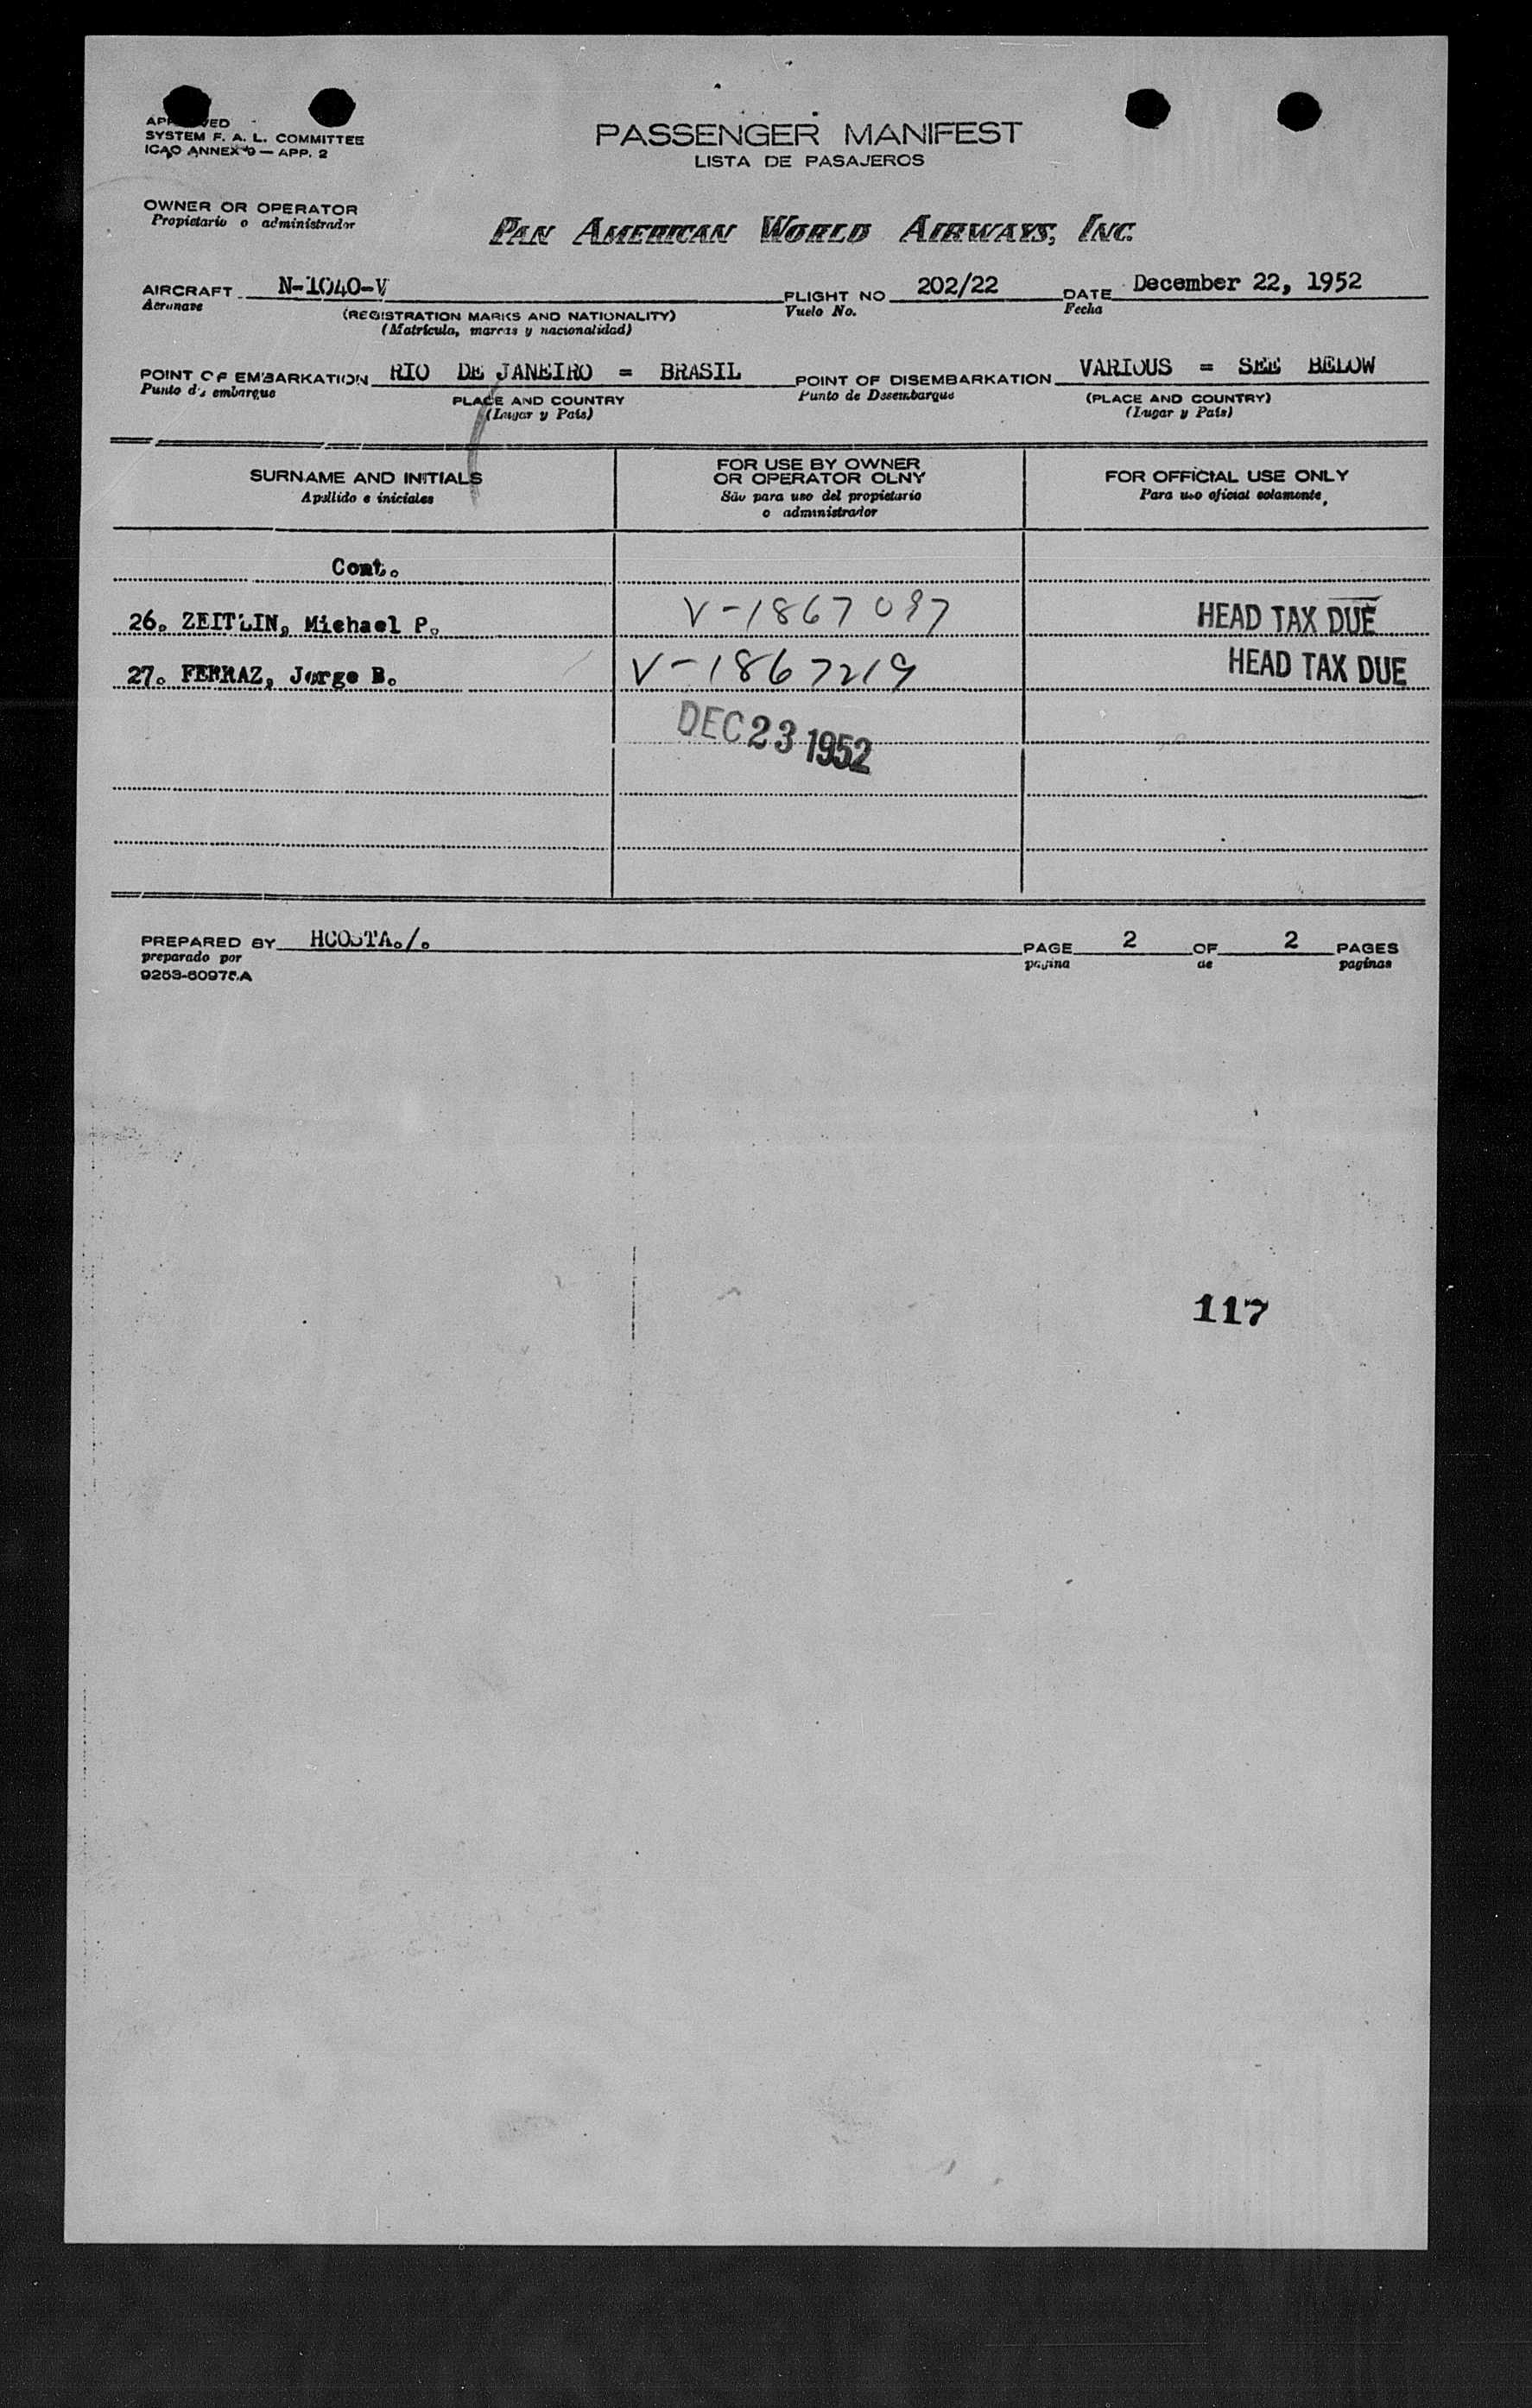 APPROVED
SYSTEM F. A. L. COMMITTEE
ICAO ANNEX 9 — APP. 2
PASSENGER MANIFEST
LISTA DE PASAJEROS
OWNER OR OPERATOR
Propietario o administrador
PAN AMERICAN WORLD AIRWAYS, INC.
AIRCRAFT N-1040-V FLIGHT NO 202/22 DATE December 22, 1952
Aerunave Vuelo No. Fecha
(REGISTRATION MARKS AND NATIONALITY)
(Matrícula, marcas y nacionalidad)
POINT OF EMBARKATION RIO DE JANEIRO = BRASIL POINT OF DISEMBARKATION VARIOUS = SEE BELOW
Punto de embarque PLACE AND COUNTRY Punto de Desembarque (PLACE AND COUNTRY)
(Lugar y País) (Lugar y País)
SURNAME AND INITIALS FOR USE BY OWNER OR OPERATOR OLNY FOR OFFICIAL USE ONLY
Apellido e iniciales Sáo para uso del propietario o administrador Para uso oficial solamente
Cont.
26. ZEITLIN, Michael P. V-1867097 HEAD TAX DUE
27. FERRAZ, Jorge B. V-1867219 HEAD TAX DUE
DEC 23 1952
PREPARED BY HCOSTA./. PAGE 2 OF 2 PAGES
preparado por pagina de paginas
9253-60975A
117